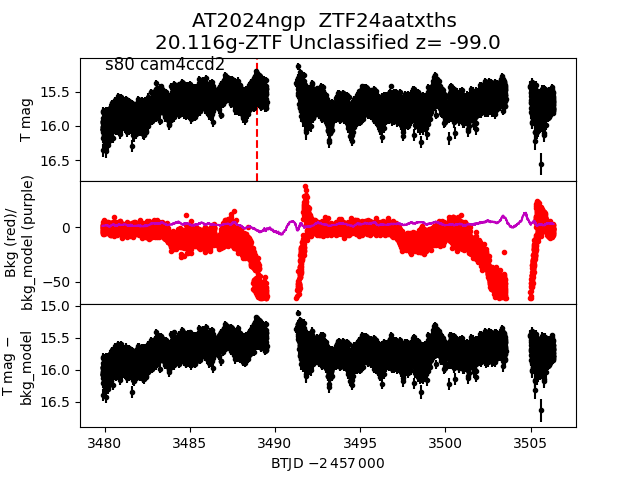 AT2024ngp  ZTF24aatxths
20.116g-ZTF Unclassified z= -99.0
s80 cam4ccd2
T mag
15.5
16.0
16.5
Bkg (red)/
bkg_model (purple)
0
−50
T mag −
bkg_model
15.0
15.5
16.0
16.5
3480 3485 3490 3495 3500 3505
BTJD −2 457 000